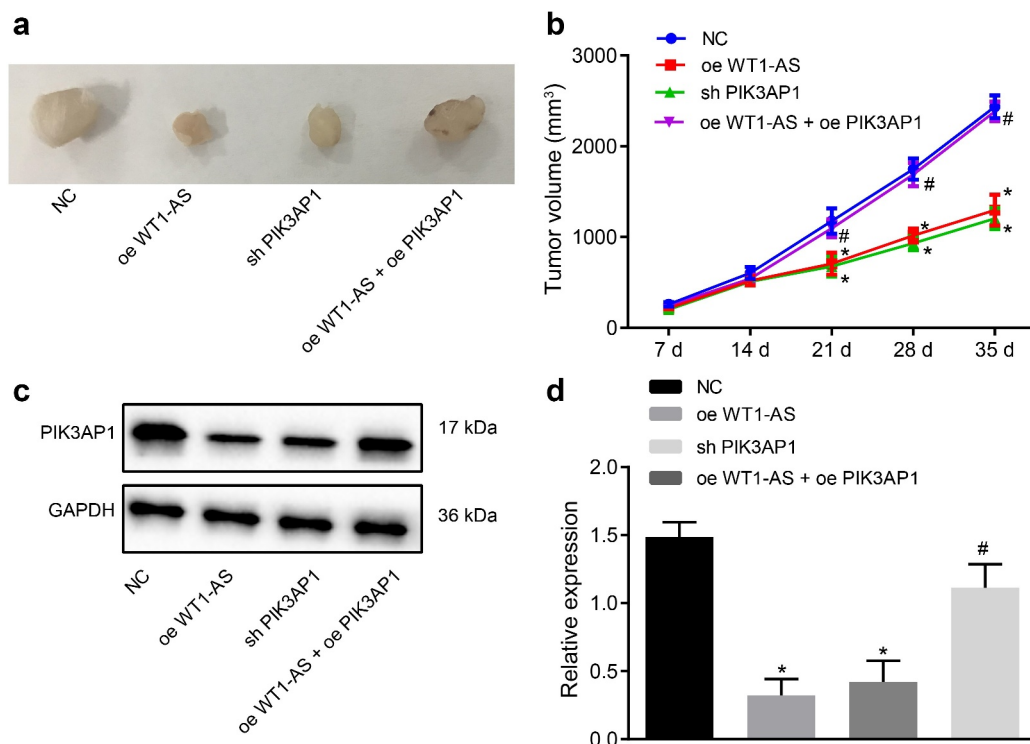 a
NC
oe WT1-AS
sh PIK3AP1
oe WT1-AS + oe PIK3AP1
b
NC
oe WT1-AS
sh PIK3AP1
oe WT1-AS + oe PIK3AP1
Tumor volume (mm³)
3000
2000
1000
0
#
#
#
*
*
*
*
*
*
7 d 14 d 21 d 28 d 35 d
c
PIK3AP1 17 kDa
GAPDH 36 kDa
NC
oe WT1-AS
sh PIK3AP1
oe WT1-AS + oe PIK3AP1
d
NC
oe WT1-AS
sh PIK3AP1
oe WT1-AS + oe PIK3AP1
Relative expression
2.0
1.5
1.0
0.5
0.0
* * #